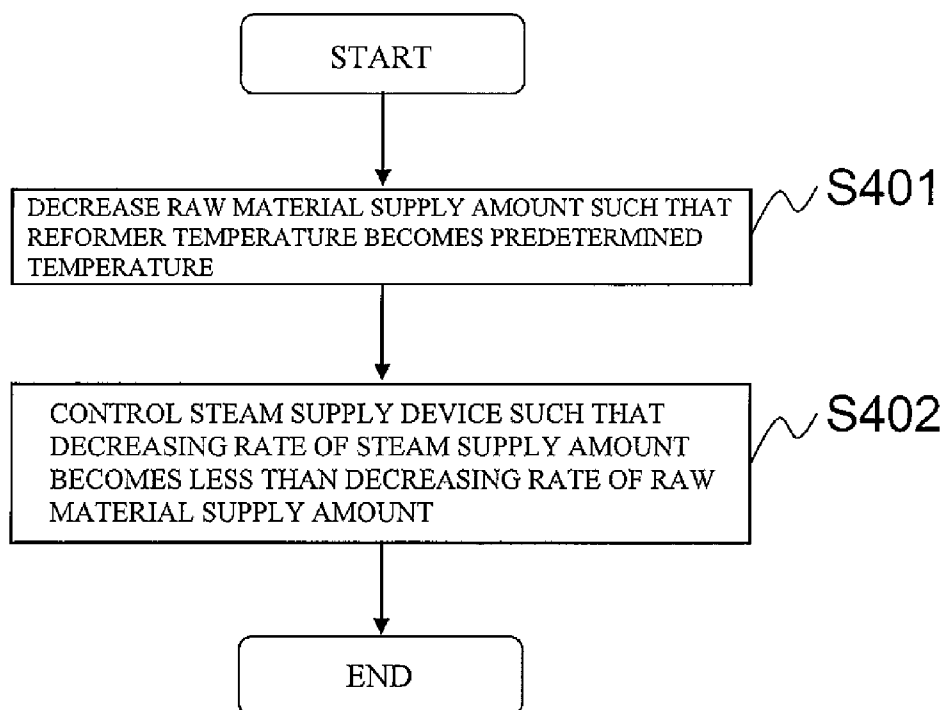 START
DECREASE RAW MATERIAL SUPPLY AMOUNT SUCH THAT
REFORMER TEMPERATURE BECOMES PREDETERMINED
TEMPERATURE
S401
CONTROL STEAM SUPPLY DEVICE SUCH THAT
DECREASING RATE OF STEAM SUPPLY AMOUNT
BECOMES LESS THAN DECREASING RATE OF RAW
MATERIAL SUPPLY AMOUNT
S402
END